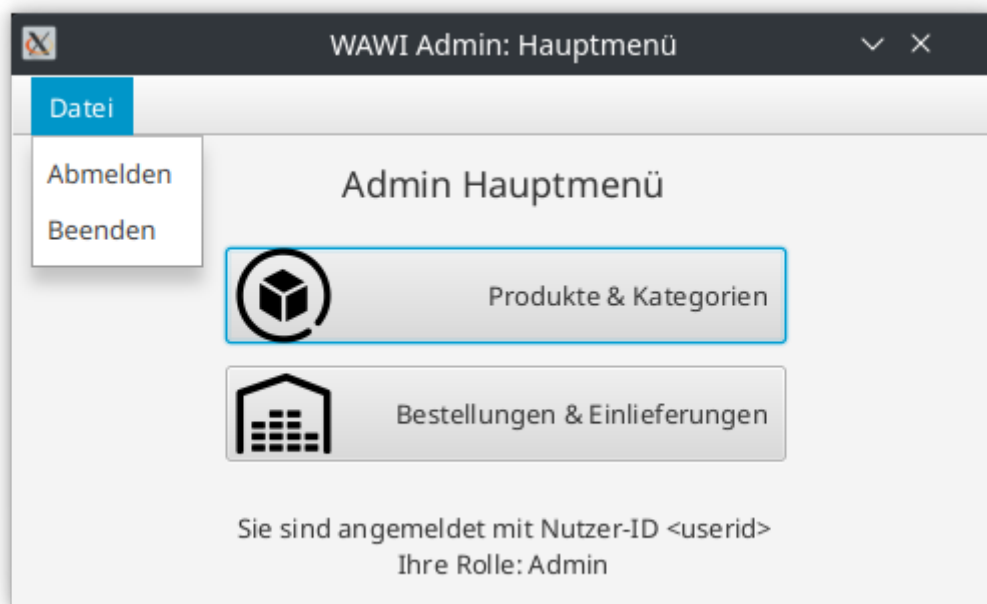 WAWI Admin: Hauptmenü
Datei
Abmelden
Beenden
Admin Hauptmenü
Produkte & Kategorien
Bestellungen & Einlieferungen
Sie sind angemeldet mit Nutzer-ID <userid>
Ihre Rolle: Admin